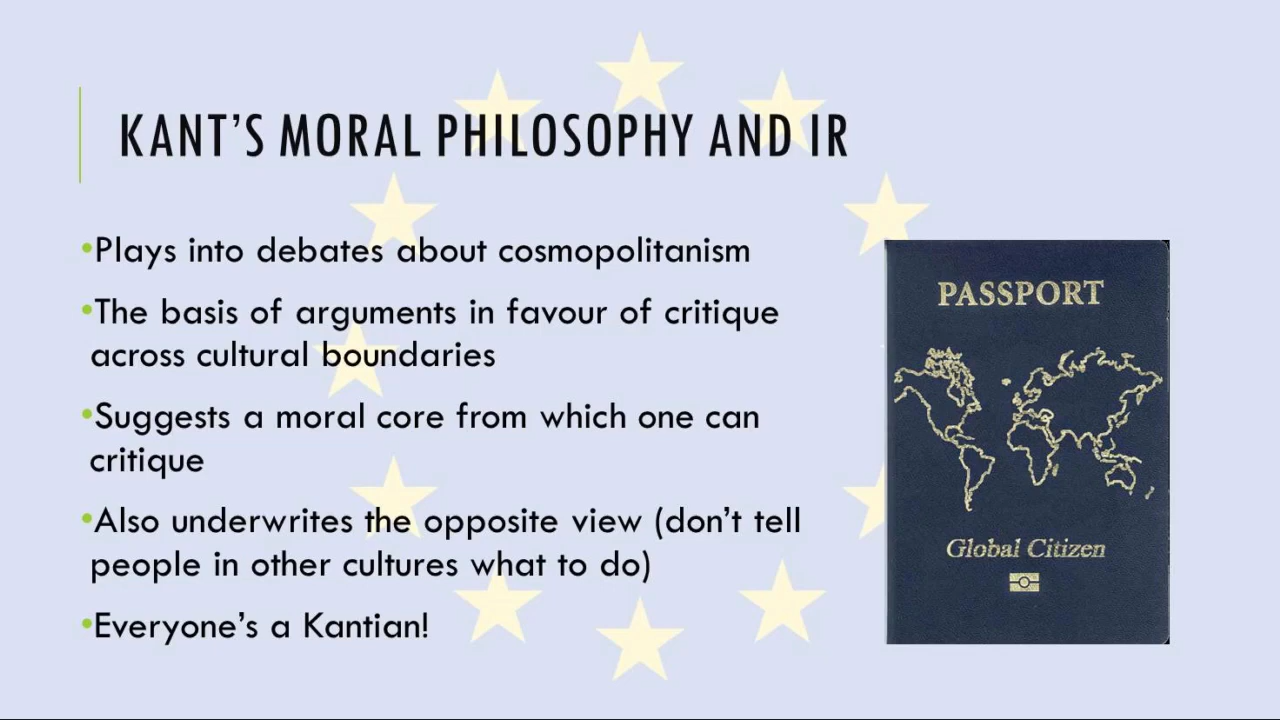 KANT’S MORAL PHILOSOPHY AND IR
•Plays into debates about cosmopolitanism
•The basis of arguments in favour of critique
across cultural boundaries
•Suggests a moral core from which one can
critique
•Also underwrites the opposite view (don’t tell
people in other cultures what to do)
•Everyone’s a Kantian!
PASSPORT
Global Citizen